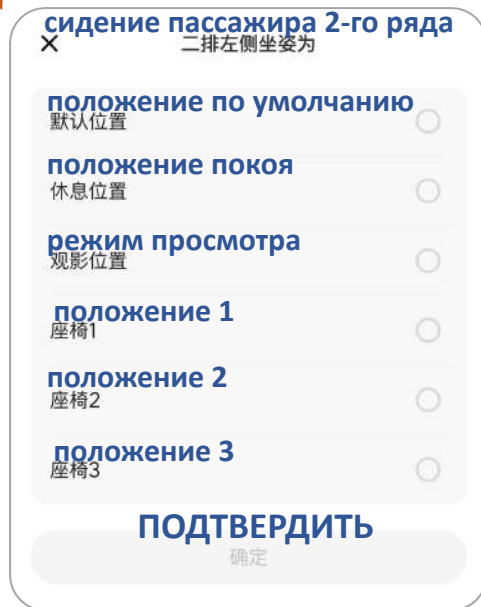 сидение пассажира 2-го ряда
× 二排左侧坐姿为
положение по умолчанию
默认位置
положение покоя
休息位置
режим просмотра
观影位置
положение 1
座椅1
положение 2
座椅2
положение 3
座椅3
ПОДТВЕРДИТЬ
确定